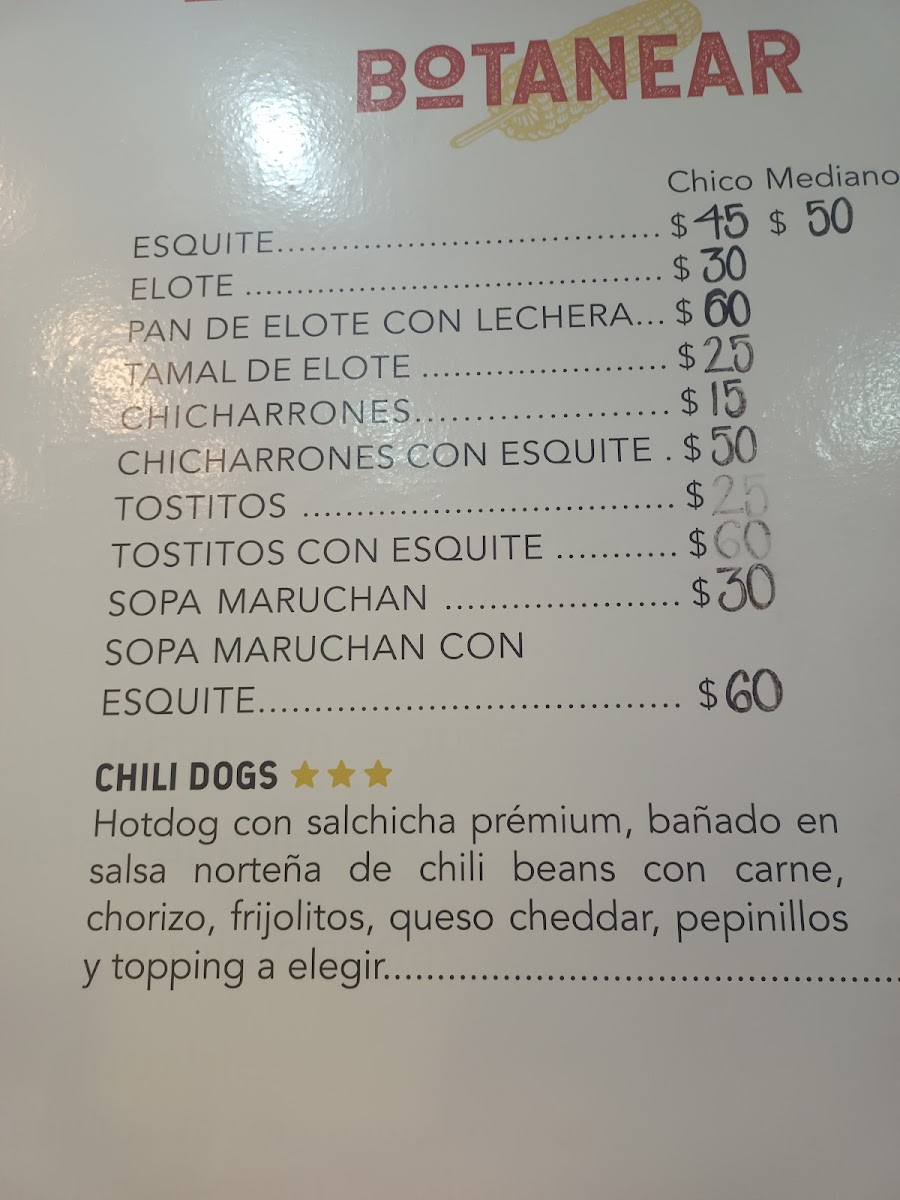 BOTANEAR
Chico Mediano
ESQUITE................................... $45 $ 50
ELOTE ....................................... $ 30
PAN DE ELOTE CON LECHERA... $ 60
TAMAL DE ELOTE ....................... $25
CHICHARRONES........................ $ 15
CHICHARRONES CON ESQUITE . $50
TOSTITOS ................................... $25
TOSTITOS CON ESQUITE ........... $60
SOPA MARUCHAN ...................... $30
SOPA MARUCHAN CON
ESQUITE...................................... $60
CHILI DOGS
Hotdog con salchicha prémium, bañado en
salsa norteña de chili beans con carne,
chorizo, frijolitos, queso cheddar, pepinillos
y topping a elegir.................................................